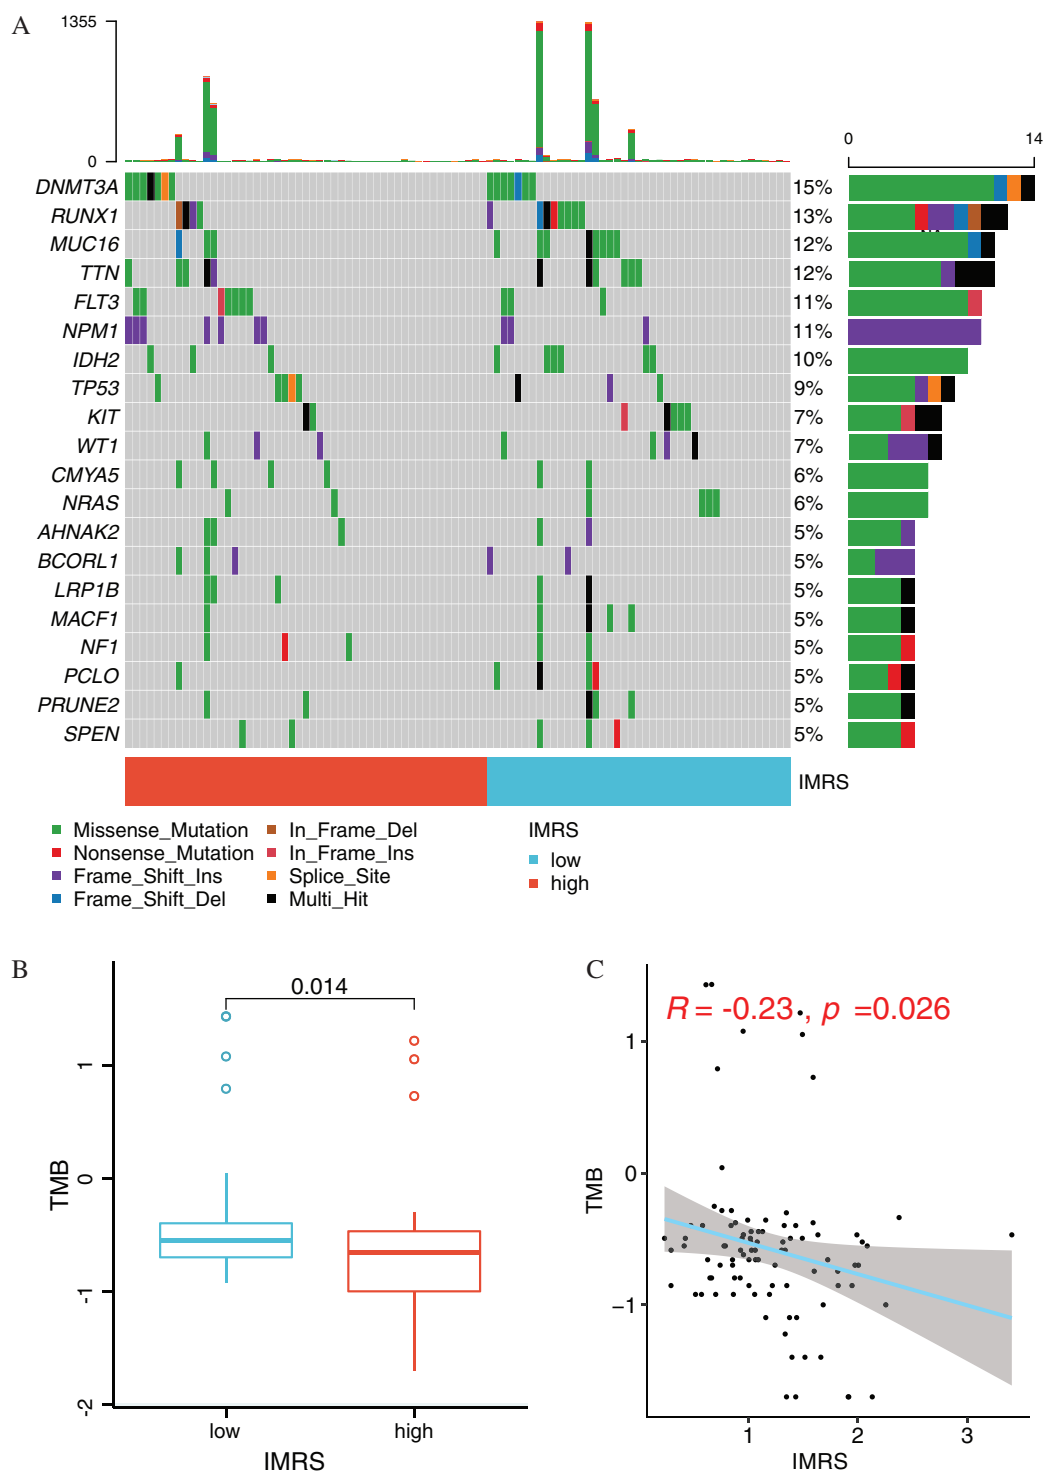 A
1355
0
0 14
DNMT3A 15%
RUNX1 13%
MUC16 12%
TTN 12%
FLT3 11%
NPM1 11%
IDH2 10%
TP53 9%
KIT 7%
WT1 7%
CMYA5 6%
NRAS 6%
AHNAK2 5%
BCORL1 5%
LRP1B 5%
MACF1 5%
NF1 5%
PCLO 5%
PRUNE2 5%
SPEN 5%
IMRS
Missense_Mutation In_Frame_Del IMRS
Nonsense_Mutation In_Frame_Ins low
Frame_Shift_Ins Splice_Site high
Frame_Shift_Del Multi_Hit
B
0.014
1
0
-1
-2
TMB
low high
IMRS
C
R = -0.23 , p =0.026
1
0
−1
TMB
1 2 3
IMRS